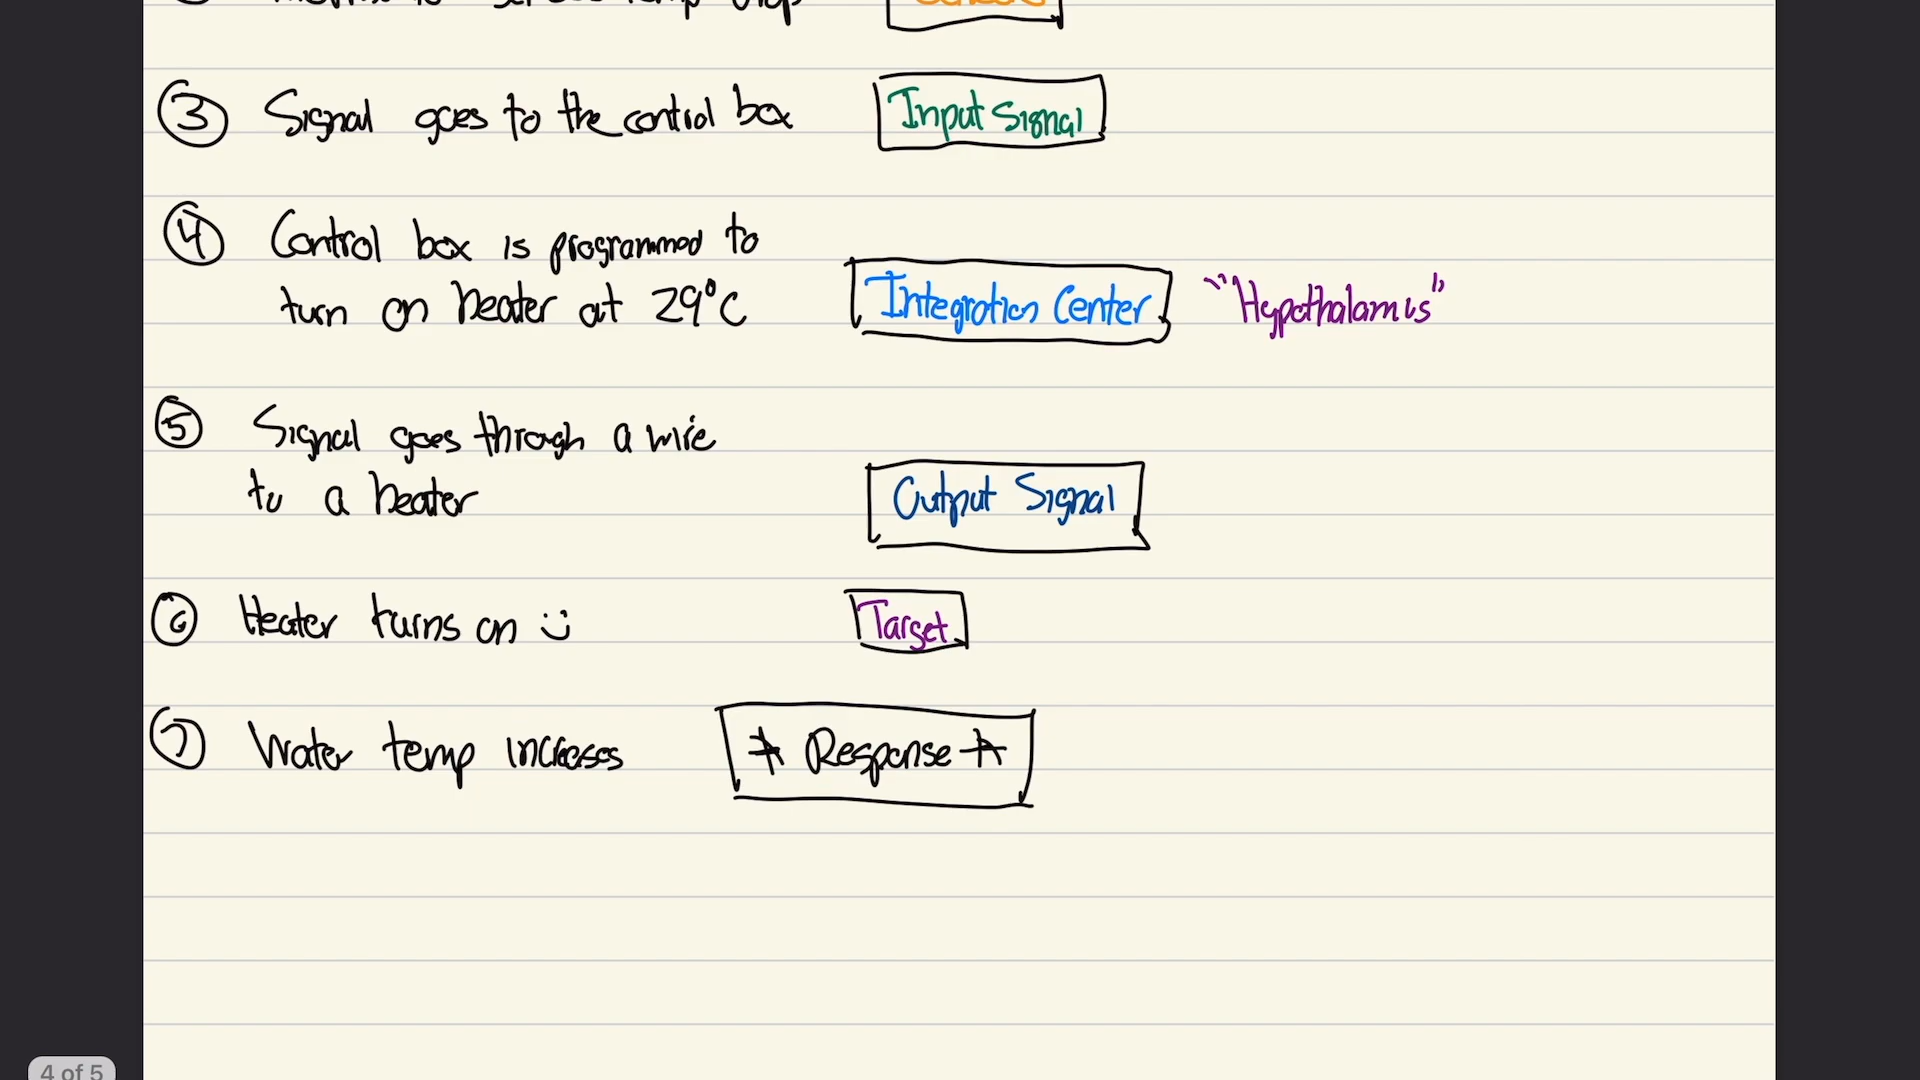 ③ Signal goes to the control box Input Signal
④ Control box is programmed to
turn on heater at 29°C Integration Center "Hypothalamus"
⑤ Signal goes through a wire
to a heater Output Signal
⑥ Heater turns on :)
Target
⑦ Water temp increases * Response *
4 of 5